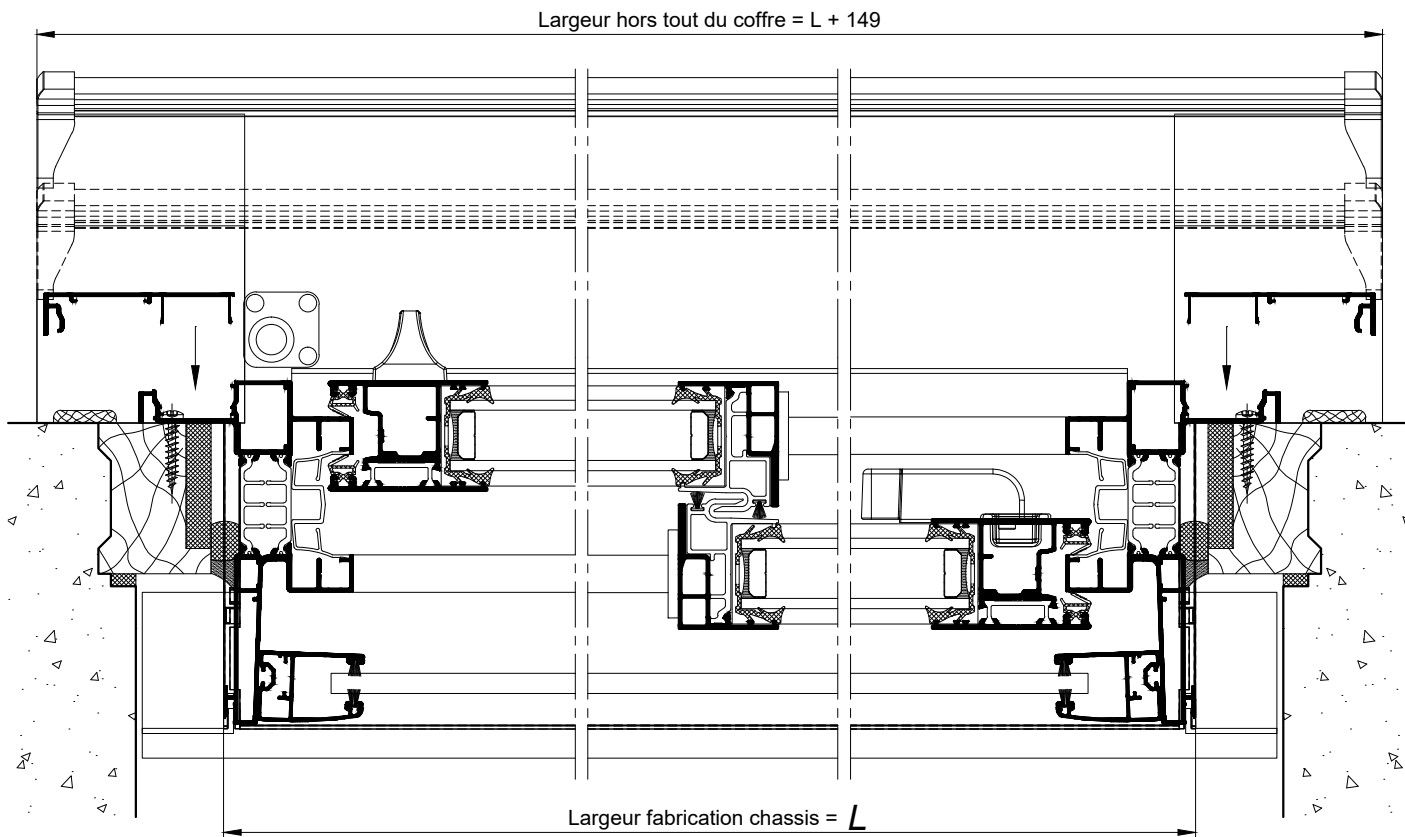 Largeur hors tout du coffre = L + 149
Largeur fabrication chassis = L